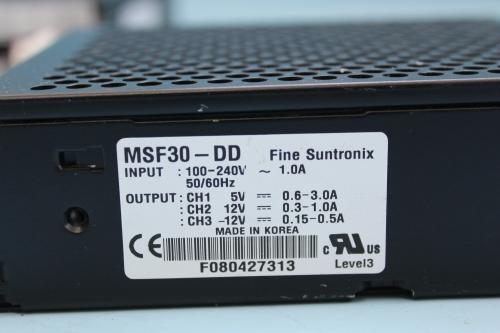 MSF30-DD Fine Suntronix
INPUT : 100-240V ~ 1.0A
50/60Hz
OUTPUT : CH1 5V ⎓ 0.6-3.0A
: CH2 12V ⎓ 0.3-1.0A
: CH3 -12V ⎓ 0.15-0.5A
MADE IN KOREA
CE
C RU US
F080427313 Level3